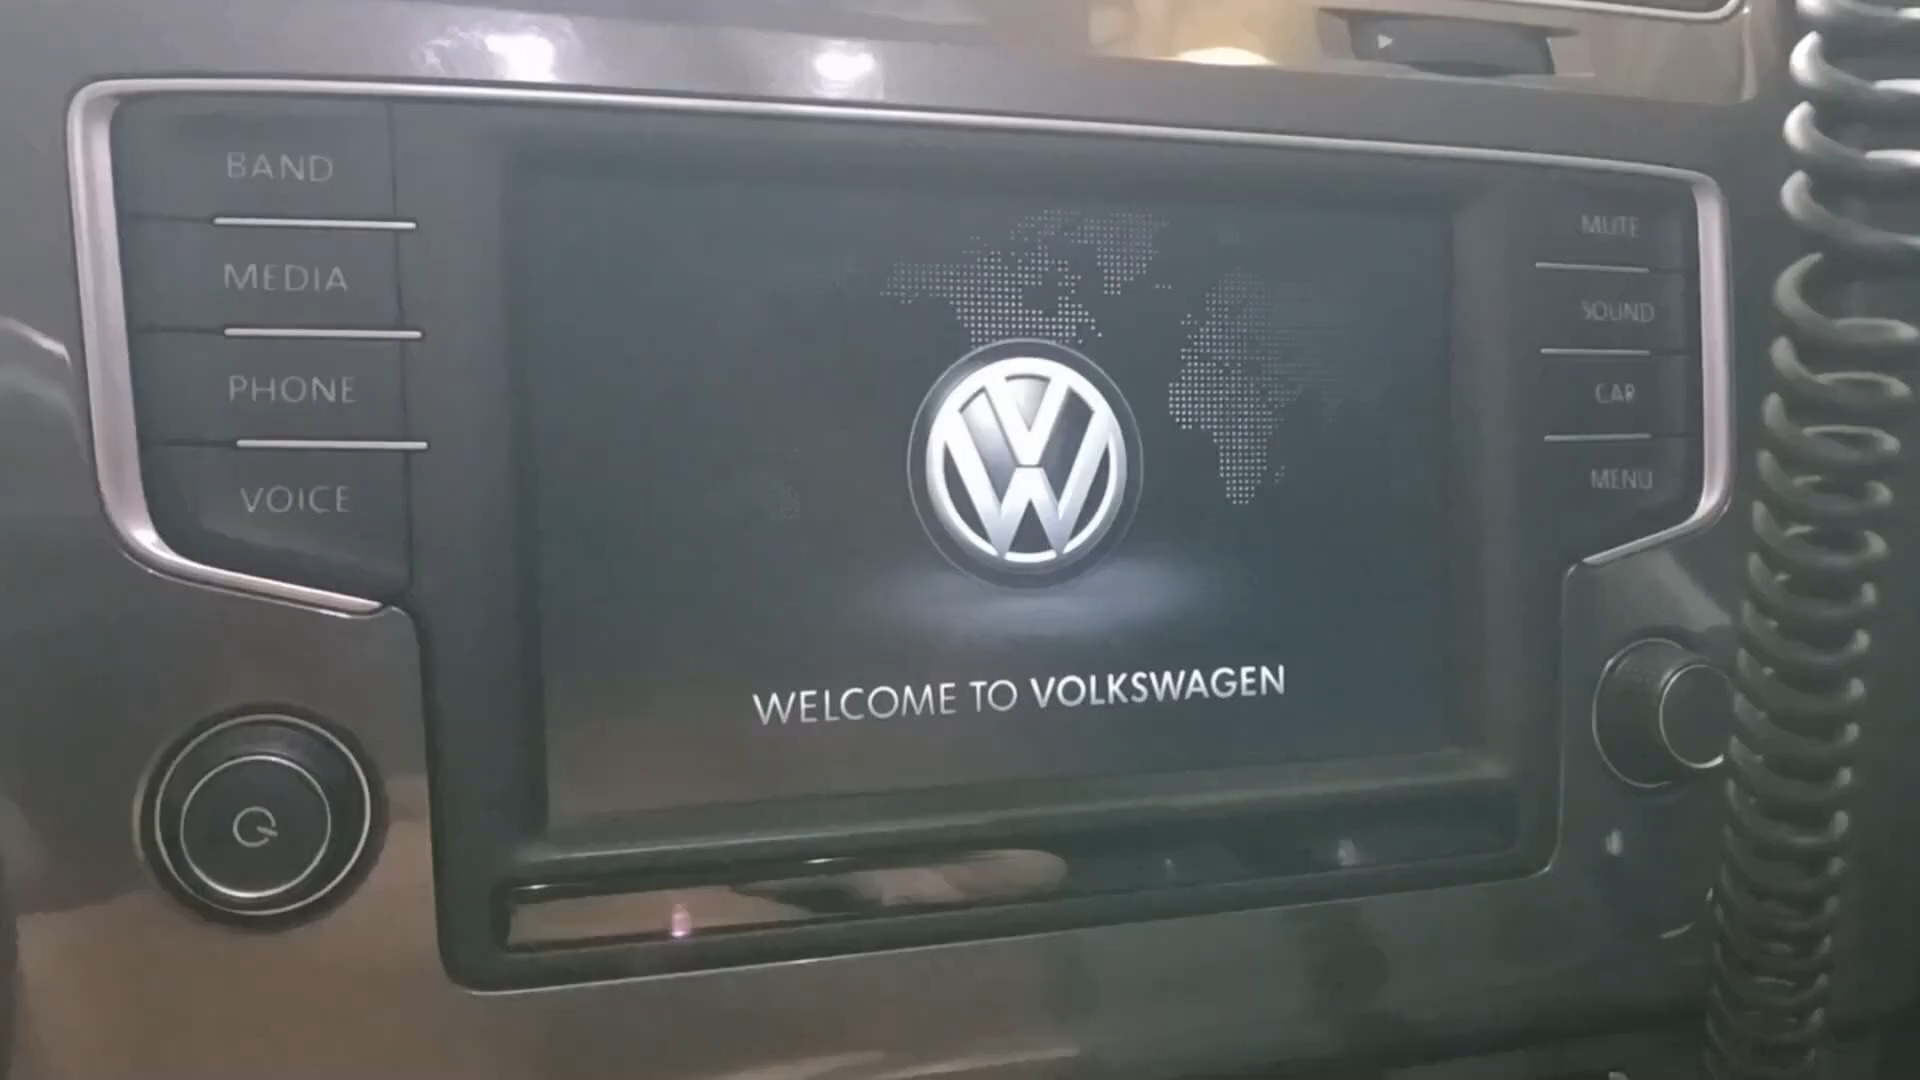 BAND
MEDIA
PHONE
VOICE
MUTE
SOUND
CAR
MENU
WELCOME TO VOLKSWAGEN